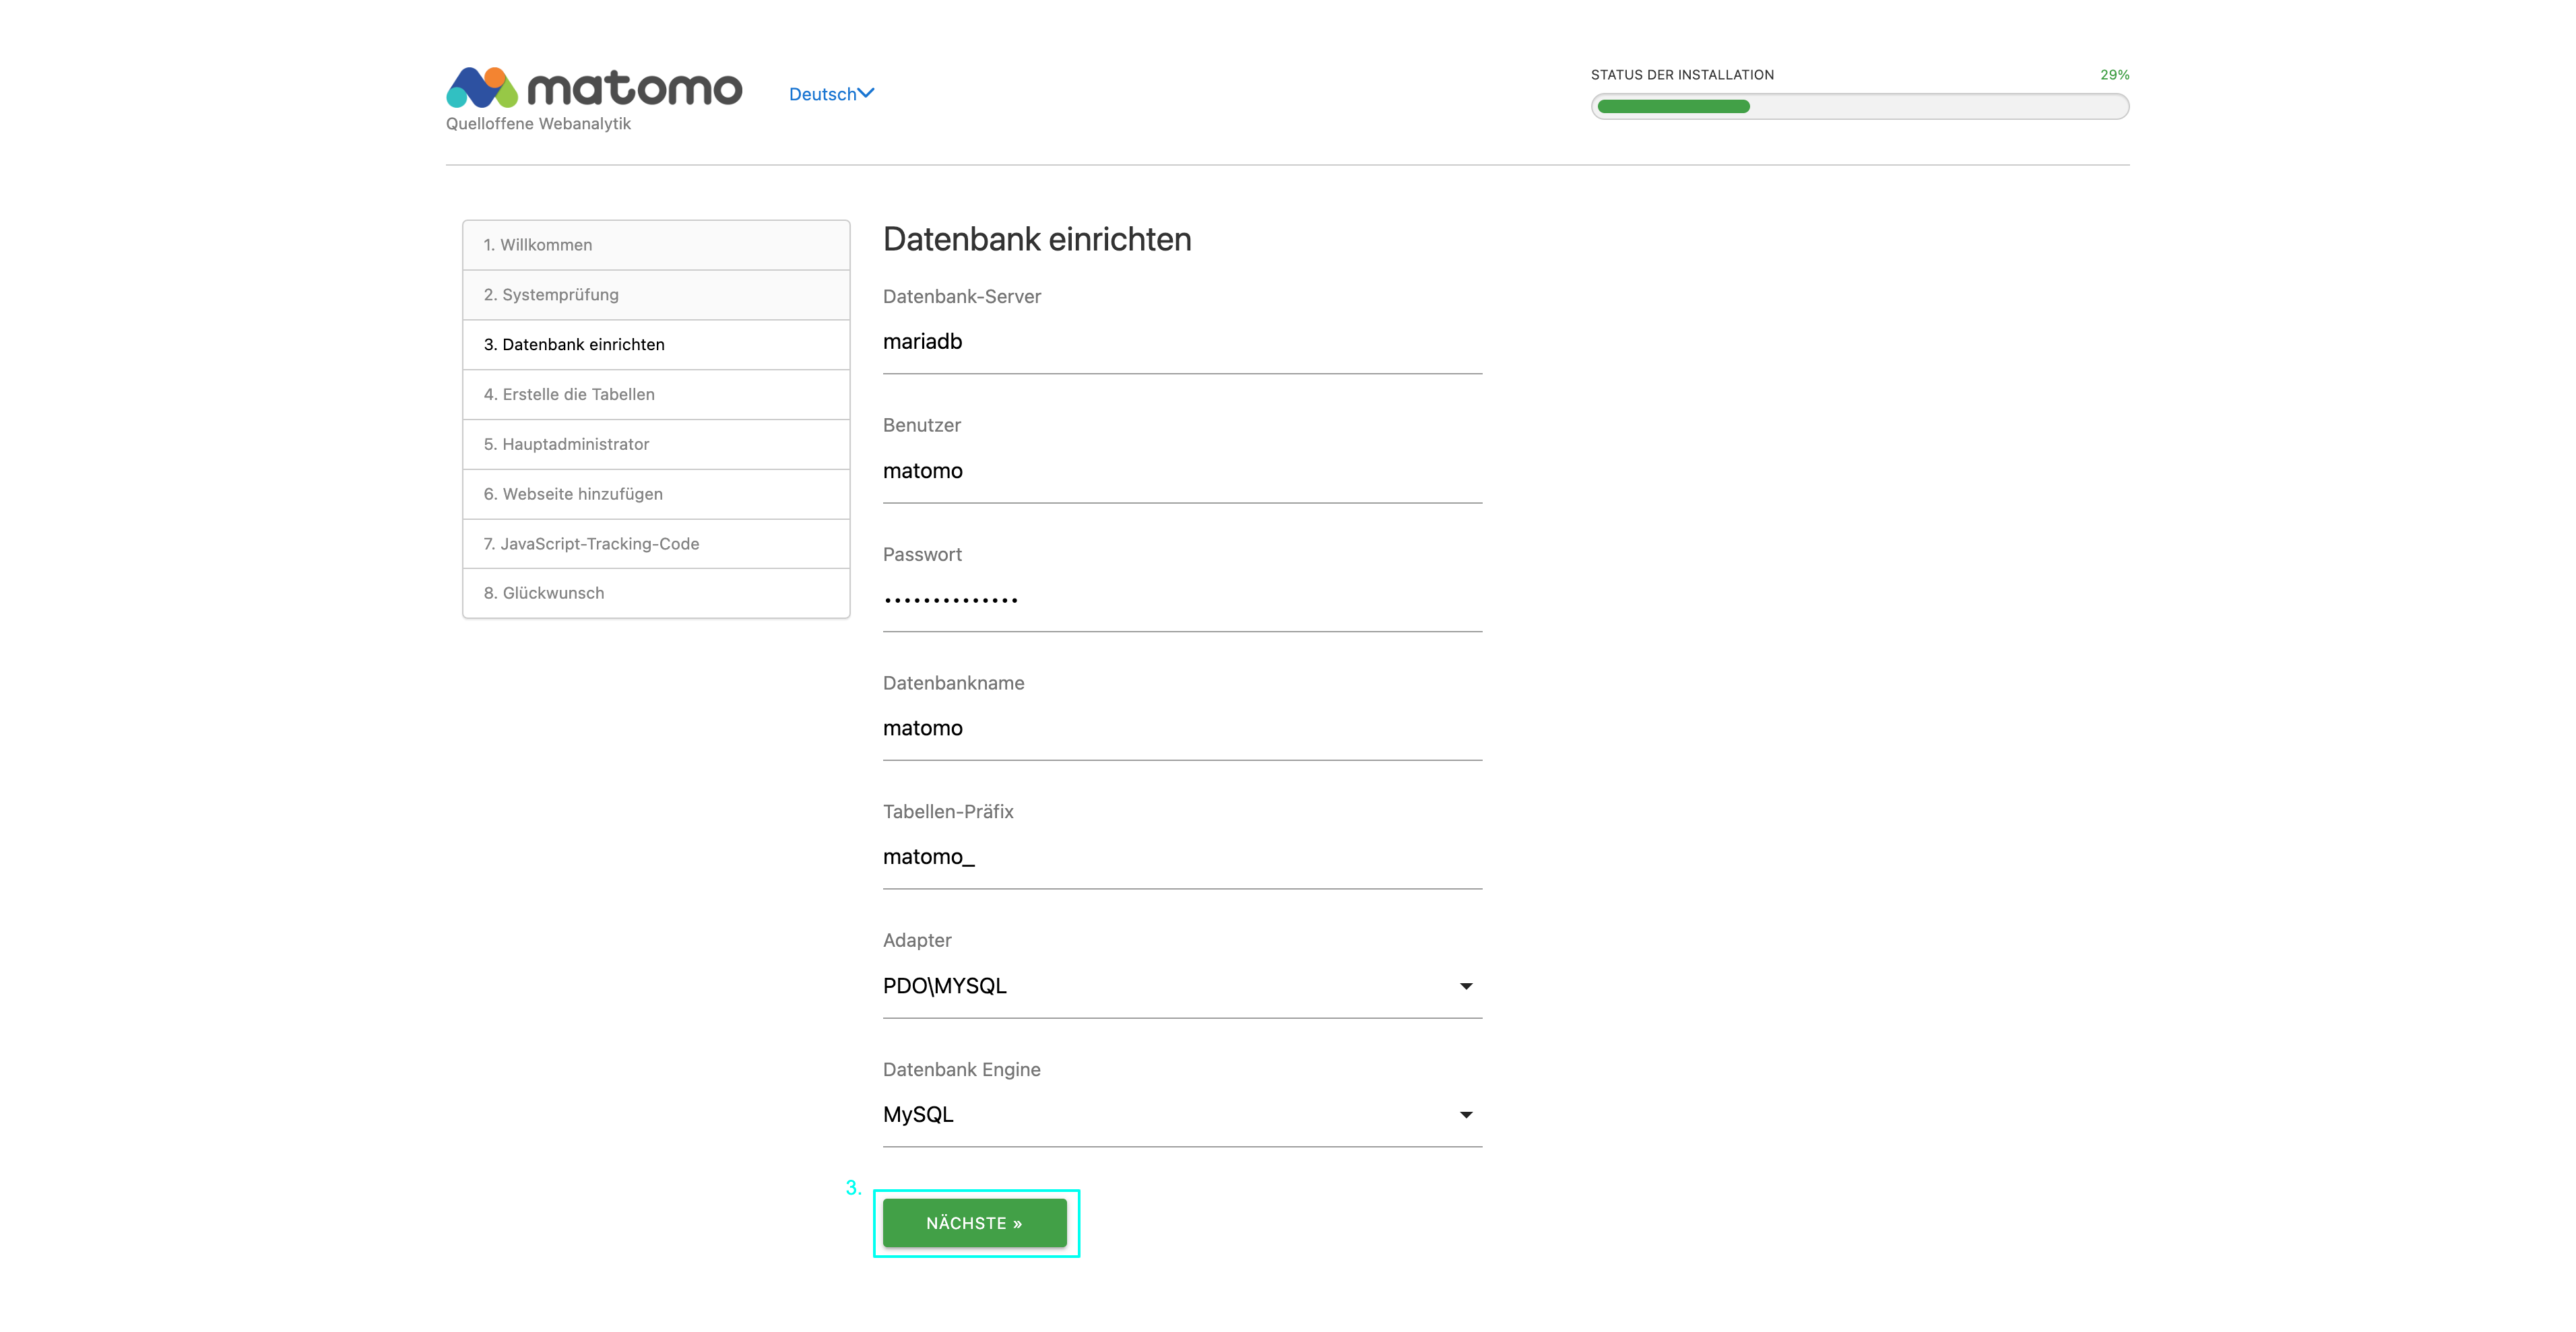 matomo
Deutsch
Quelloffene Webanalytik
STATUS DER INSTALLATION 29%
1. Willkommen
2. Systemprüfung
3. Datenbank einrichten
4. Erstelle die Tabellen
5. Hauptadministrator
6. Webseite hinzufügen
7. JavaScript-Tracking-Code
8. Glückwunsch
Datenbank einrichten
Datenbank-Server
mariadb
Benutzer
matomo
Passwort
••••••••••••••
Datenbankname
matomo
Tabellen-Präfix
matomo_
Adapter
PDO\MYSQL
Datenbank Engine
MySQL
3.
NÄCHSTE »